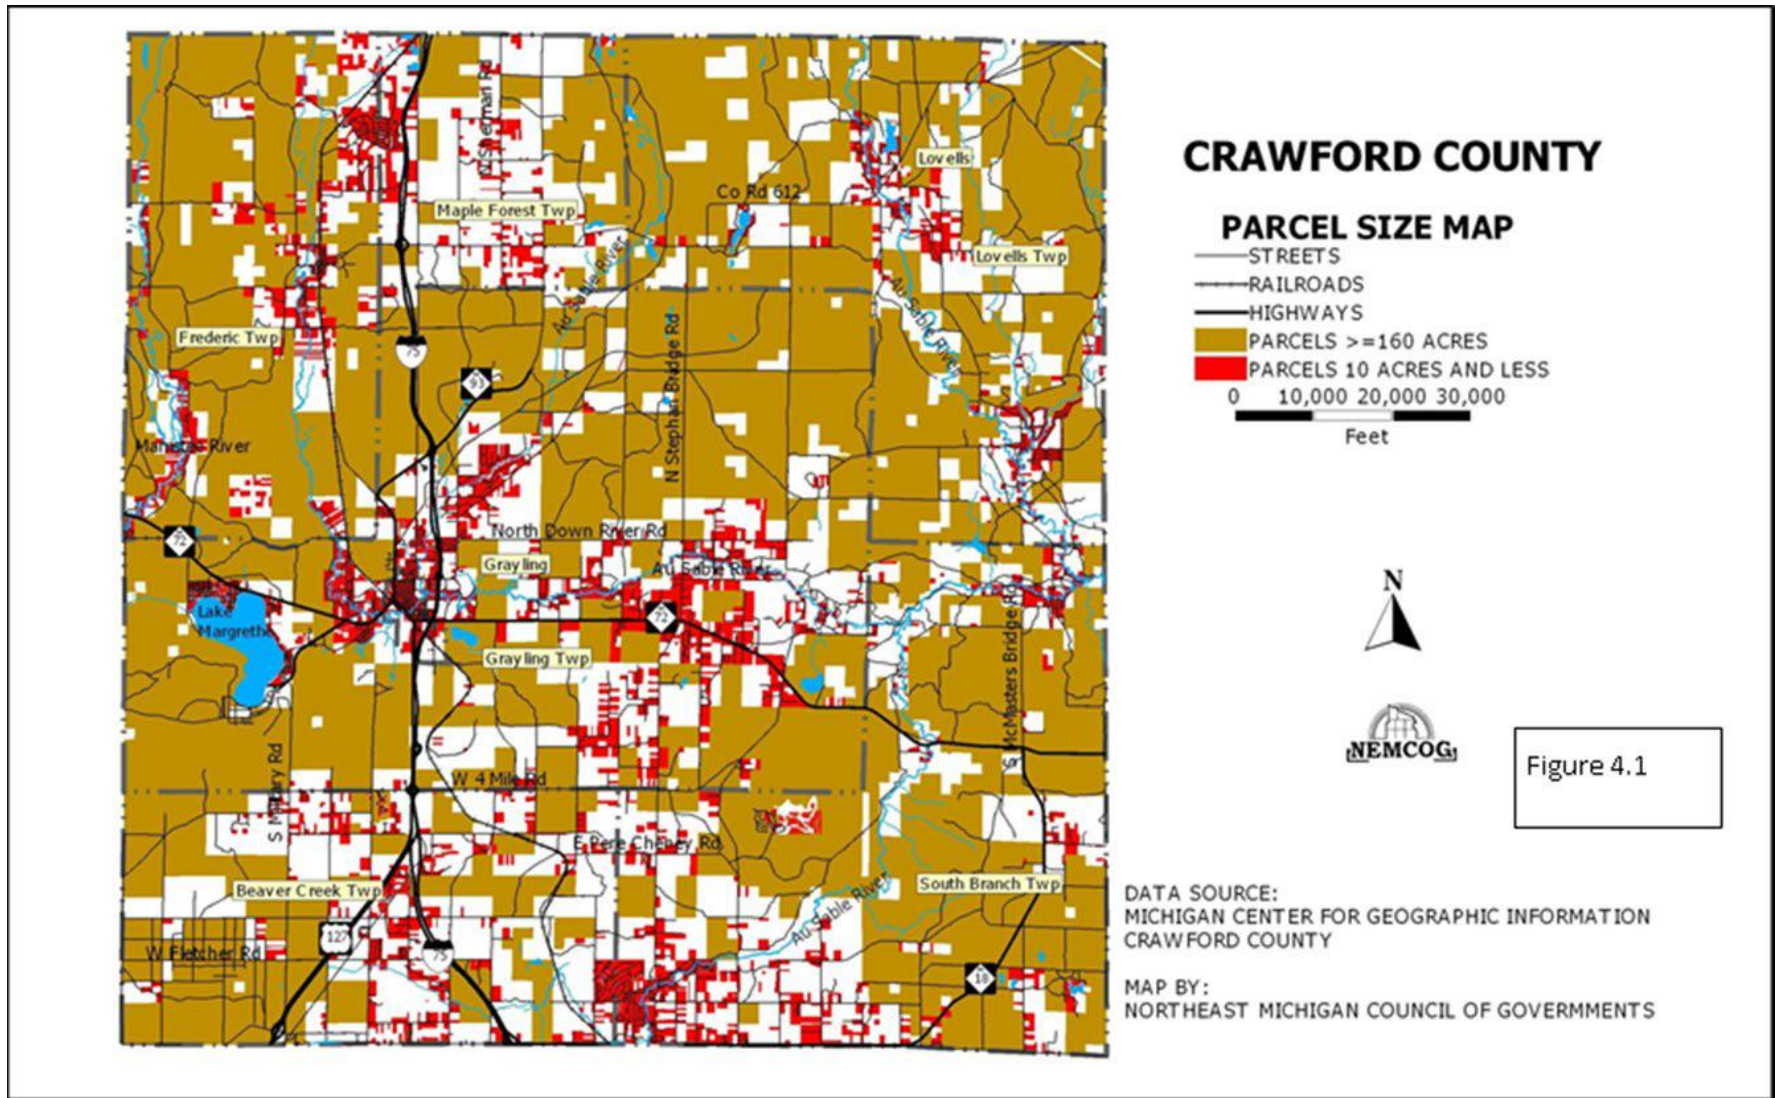 CRAWFORD COUNTY
PARCEL SIZE MAP
STREETS
RAILROADS
HIGHWAYS
PARCELS >=160 ACRES
PARCELS 10 ACRES AND LESS
0 10,000 20,000 30,000
Feet
N
NEMCOG
Figure 4.1
DATA SOURCE:
MICHIGAN CENTER FOR GEOGRAPHIC INFORMATION
CRAWFORD COUNTY
MAP BY:
NORTHEAST MICHIGAN COUNCIL OF GOVERMMENTS
N Sherman Rd
Lovells
Co Rd 612
Maple Forest Twp
Lovells Twp
Au Sable River
Au Sable River
Frederic Twp
75
93
N Stephan Bridge Rd
Manistee River
72
North Down River Rd
Grayling
Au Sable River
Lake
Margrethe
72
Grayling Twp
S McMasters Bridge Rd
S Military Rd
W 4 Mile Rd
E Pere Cheney Rd
Beaver Creek Twp
South Branch Twp
Au Sable River
127
W Fletcher Rd
75
18